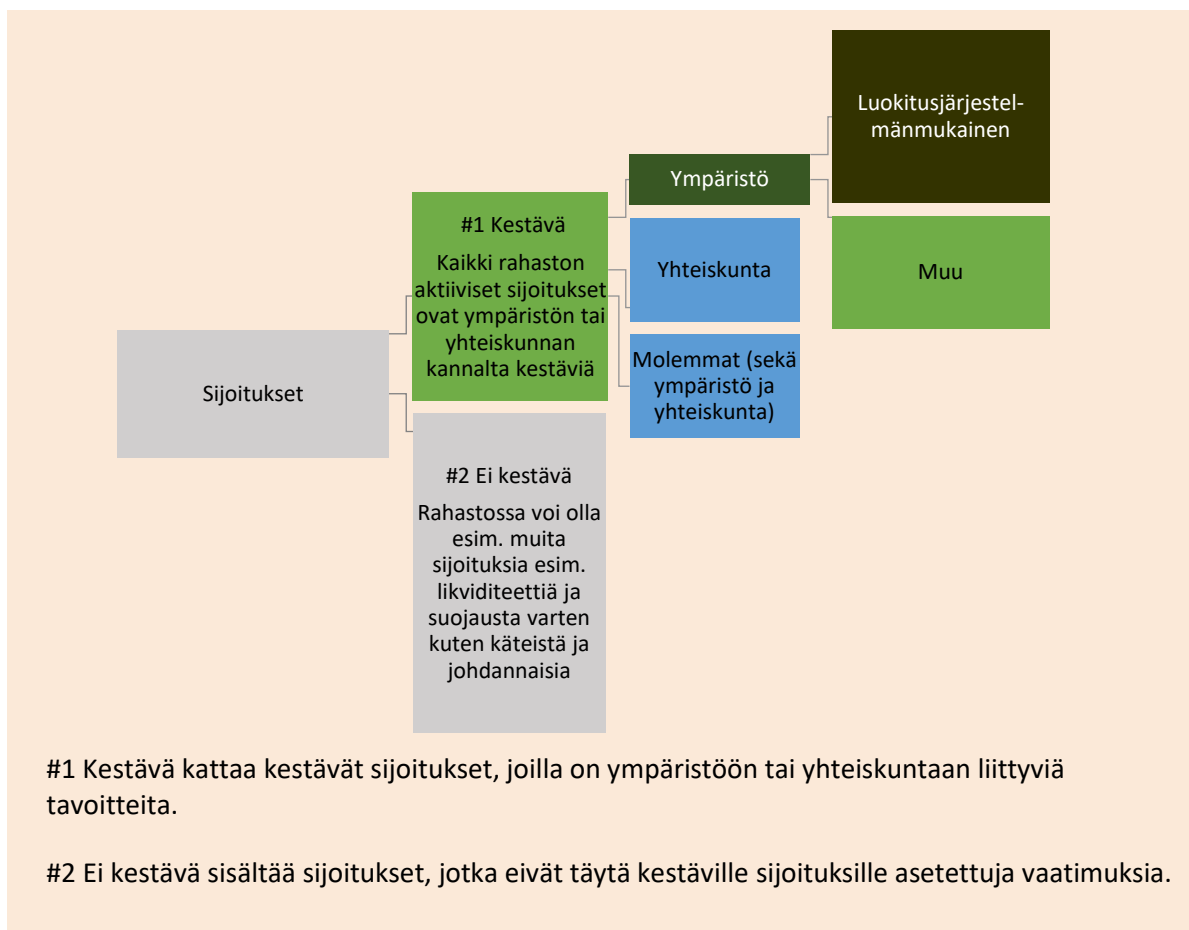 Sijoitukset
#1 Kestävä
Kaikki rahaston
aktiiviset sijoitukset
ovat ympäristön tai
yhteiskunnan
kannalta kestäviä
#2 Ei kestävä
Rahastossa voi olla
esim. muita
sijoituksia esim.
likviditeettiä ja
suojausta varten
kuten käteistä ja
johdannaisia
Ympäristö
Yhteiskunta
Molemmat (sekä
ympäristö ja
yhteiskunta)
Luokitusjärjestel-
mänmukainen
Muu
#1 Kestävä kattaa kestävät sijoitukset, joilla on ympäristöön tai yhteiskuntaan liittyviä
tavoitteita.
#2 Ei kestävä sisältää sijoitukset, jotka eivät täytä kestäville sijoituksille asetettuja vaatimuksia.